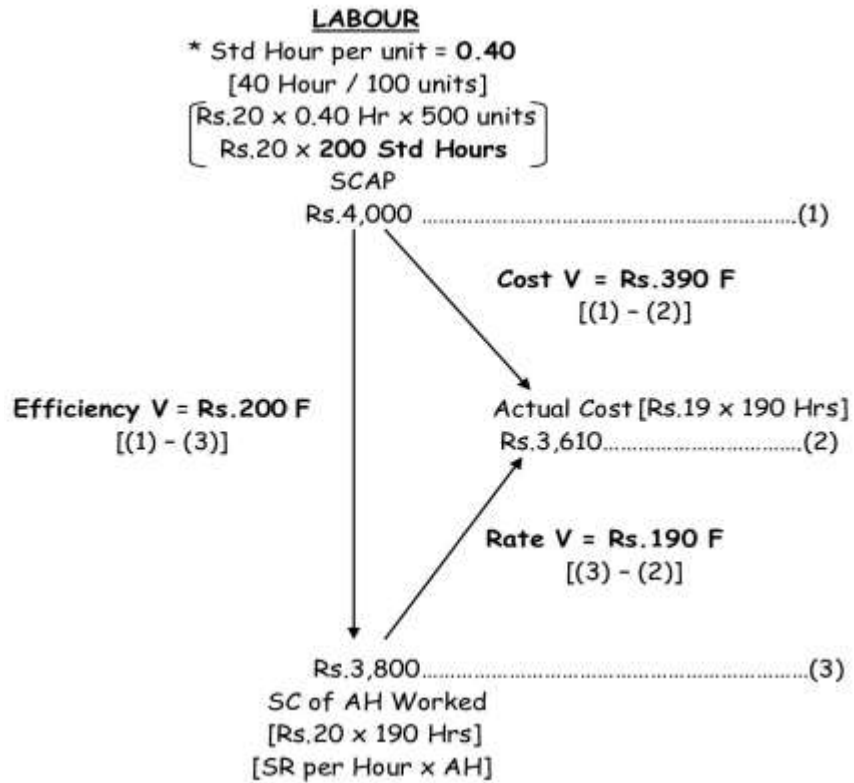 LABOUR
* Std Hour per unit = 0.40
[40 Hour / 100 units]
Rs.20 x 0.40 Hr x 500 units
Rs.20 x 200 Std Hours
SCAP
Rs.4,000 ................................................................(1)
Cost V = Rs.390 F
[(1) – (2)]
Efficiency V = Rs.200 F
[(1) – (3)]
Actual Cost [Rs.19 x 190 Hrs]
Rs.3,610..................................(2)
Rate V = Rs.190 F
[(3) – (2)]
Rs.3,800................................................................(3)
SC of AH Worked
[Rs.20 x 190 Hrs]
[SR per Hour x AH]